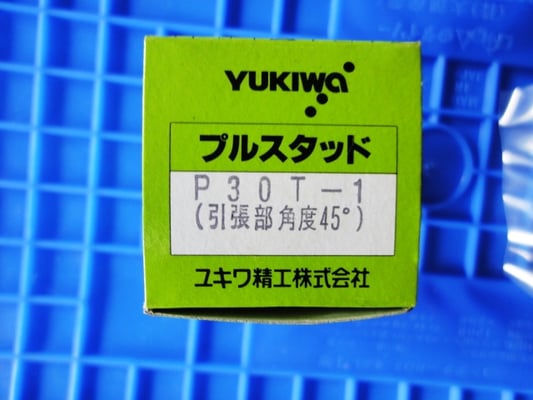 YUKIWA
プルスタッド
P30T-1
(引張部角度45°)
ユキワ精工株式会社